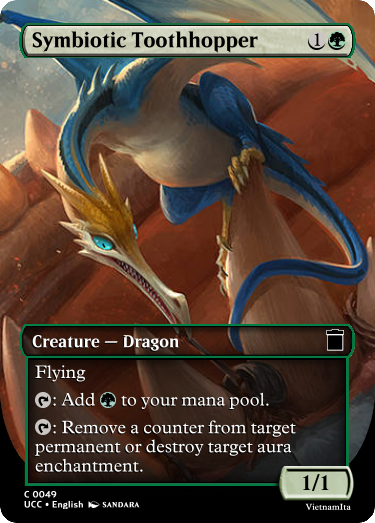 Symbiotic Toothhopper 1
Creature — Dragon
Flying
: Add to your mana pool.
: Remove a counter from target
permanent or destroy target aura
enchantment.
1/1
C 0049
UCC • English SANDARA
VietnamIta